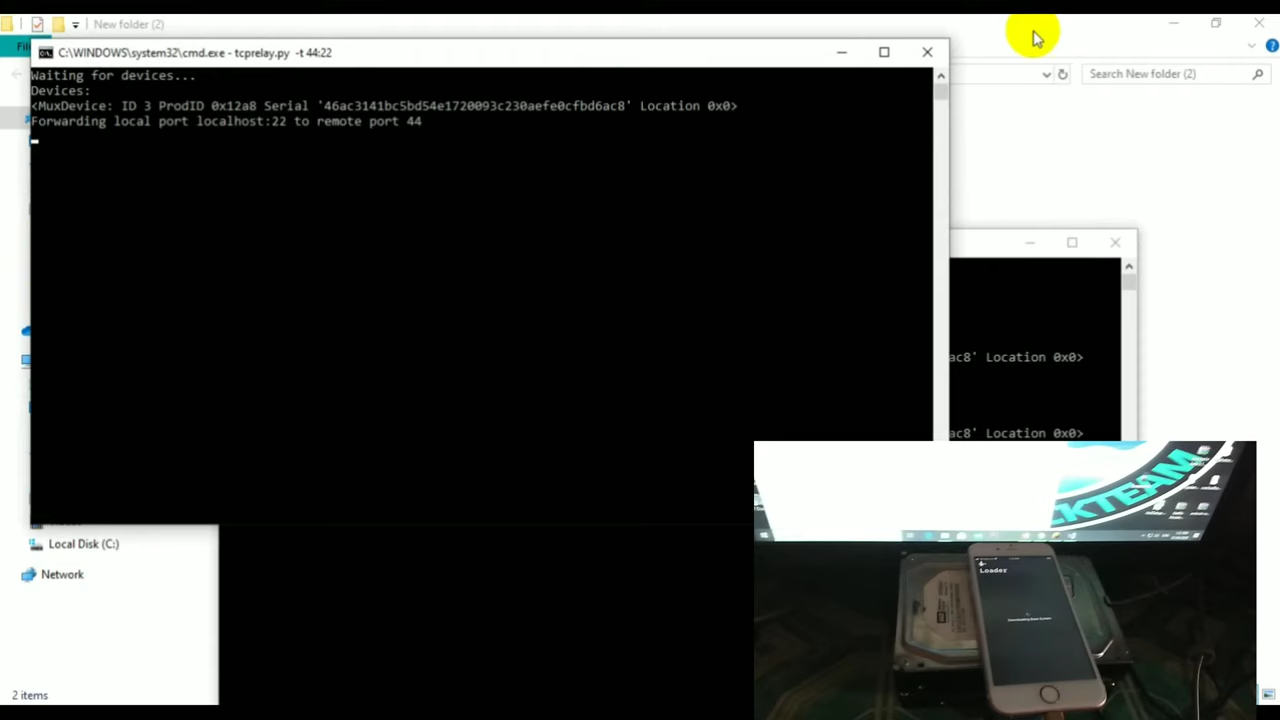 New folder (2)
C:\WINDOWS\system32\cmd.exe - tcprelay.py -t 44:22
Waiting for devices...
Devices:
<MuxDevice: ID 3 ProdID 0x12a8 Serial '46ac3141bc5bd54e1720093c230aefe0cfbd6ac8' Location 0x0>
Forwarding local port localhost:22 to remote port 44
Search New folder (2)
ac8' Location 0x0>
ac8' Location 0x0>
CKTEAM
Loader
Local Disk (C:)
Network
2 items